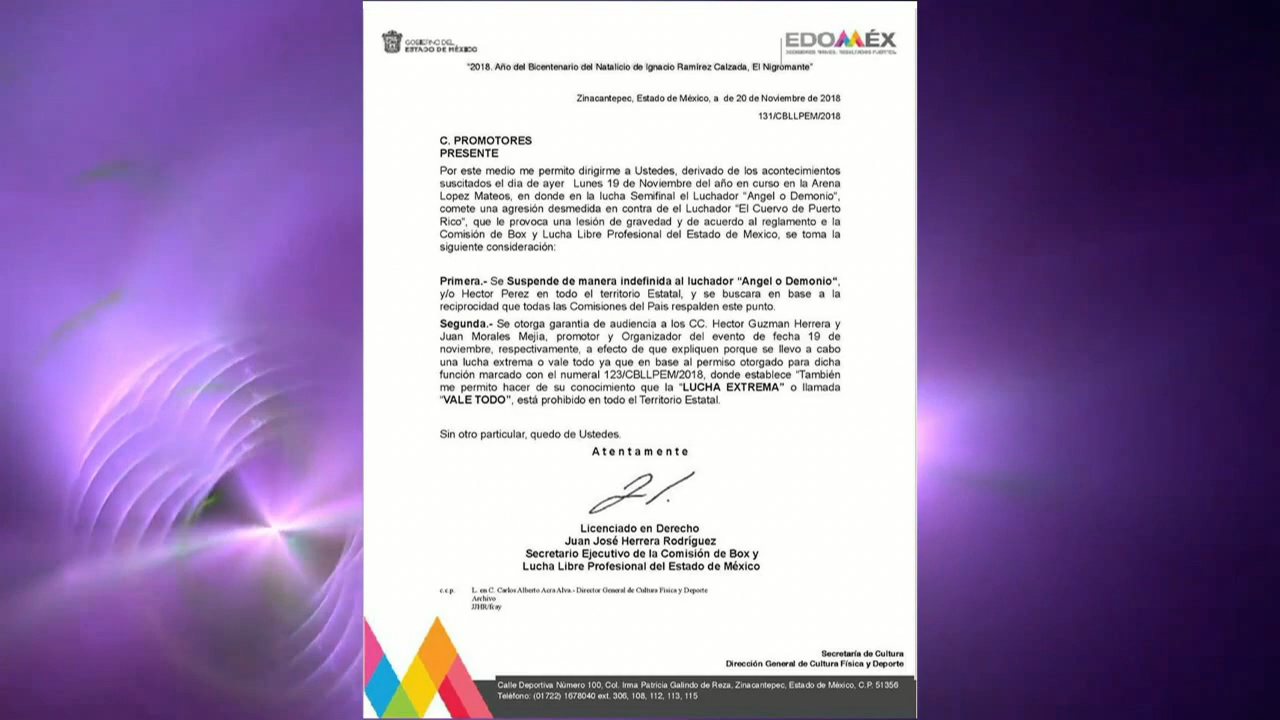 GOBIERNO DEL
ESTADO DE MÉXICO
EDOMÉX
"2018. Año del Bicentenario del Natalicio de Ignacio Ramírez Calzada, El Nigromante"
Zinacantepec, Estado de México, a de 20 de Noviembre de 2018
131/CBLLPEM/2018
C. PROMOTORES
PRESENTE
Por este medio me permito dirigirme a Ustedes, derivado de los acontecimientos
suscitados el día de ayer Lunes 19 de Noviembre del año en curso en la Arena
Lopez Mateos, en donde en la lucha Semifinal el Luchador "Angel o Demonio",
comete una agresión desmedida en contra de el Luchador "El Cuervo de Puerto
Rico", que le provoca una lesión de gravedad y de acuerdo al reglamento e la
Comisión de Box y Lucha Libre Profesional del Estado de Mexico, se toma la
siguiente consideración:
Primera.- Se Suspende de manera indefinida al luchador "Angel o Demonio",
y/o Hector Perez en todo el territorio Estatal, y se buscara en base a la
reciprocidad que todas las Comisiones del Pais respalden este punto.
Segunda.- Se otorga garantia de audiencia a los CC. Hector Guzman Herrera y
Juan Morales Mejia, promotor y Organizador del evento de fecha 19 de
noviembre, respectivamente, a efecto de que expliquen porque se llevo a cabo
una lucha extrema o vale todo ya que en base al permiso otorgado para dicha
función marcado con el numeral 123/CBLLPEM/2018, donde establece "También
me permito hacer de su conocimiento que la "LUCHA EXTREMA" o llamada
"VALE TODO", está prohibido en todo el Territorio Estatal.
Sin otro particular, quedo de Ustedes.
Atentamente
Licenciado en Derecho
Juan José Herrera Rodríguez
Secretario Ejecutivo de la Comisión de Box y
Lucha Libre Profesional del Estado de México
c.c.p. L. en C. Carlos Alberto Acra Alva.- Director General de Cultura Física y Deporte
Archivo
JJHR/fcay
Secretaría de Cultura
Dirección General de Cultura Física y Deporte
Calle Deportiva Número 100, Col. Irma Patricia Galindo de Reza, Zinacantepec, Estado de México, C.P. 51356
Teléfono: (01722) 1678040 ext. 306, 108, 112, 113, 115